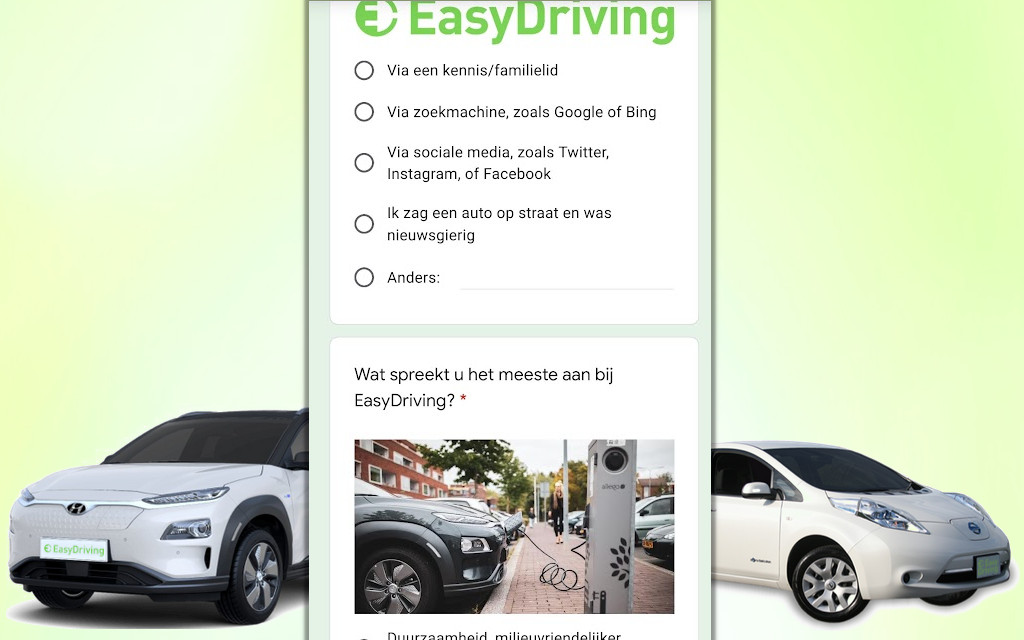 EasyDriving
Via een kennis/familielid
Via zoekmachine, zoals Google of Bing
Via sociale media, zoals Twitter,
Instagram, of Facebook
Ik zag een auto op straat en was
nieuwsgierig
Anders:
Wat spreekt u het meeste aan bij
EasyDriving? *
allego
EasyDriving
Duurzaamheid, milieuvriendelijker